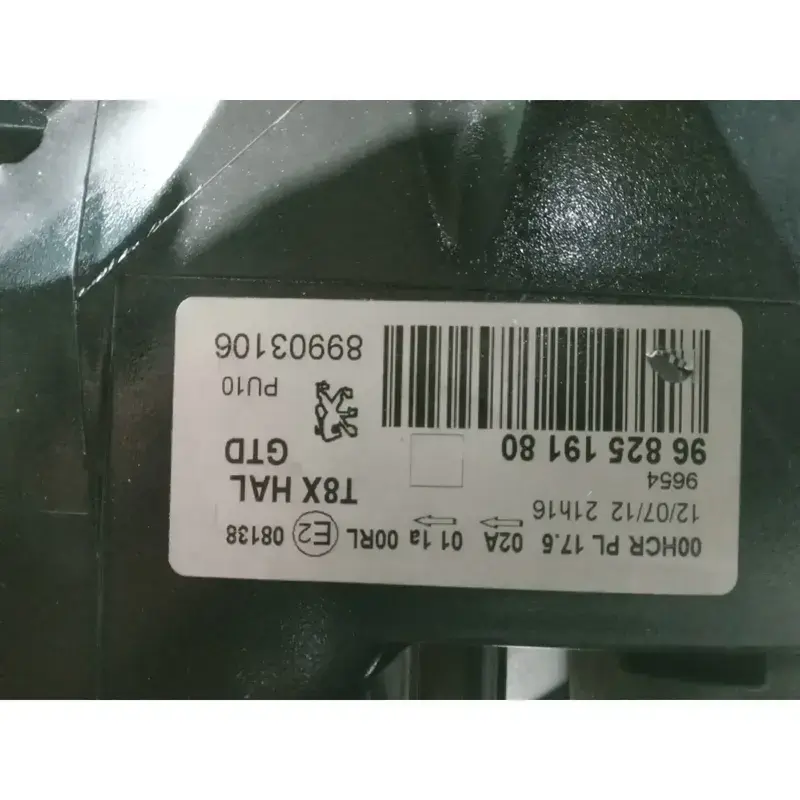 00HCR PL 17.5 02A 01 1a 00RL E2 08138
12/07/12 21h16
9654
T8X HAL
96 825 191 80
GTD
PU10
89903106